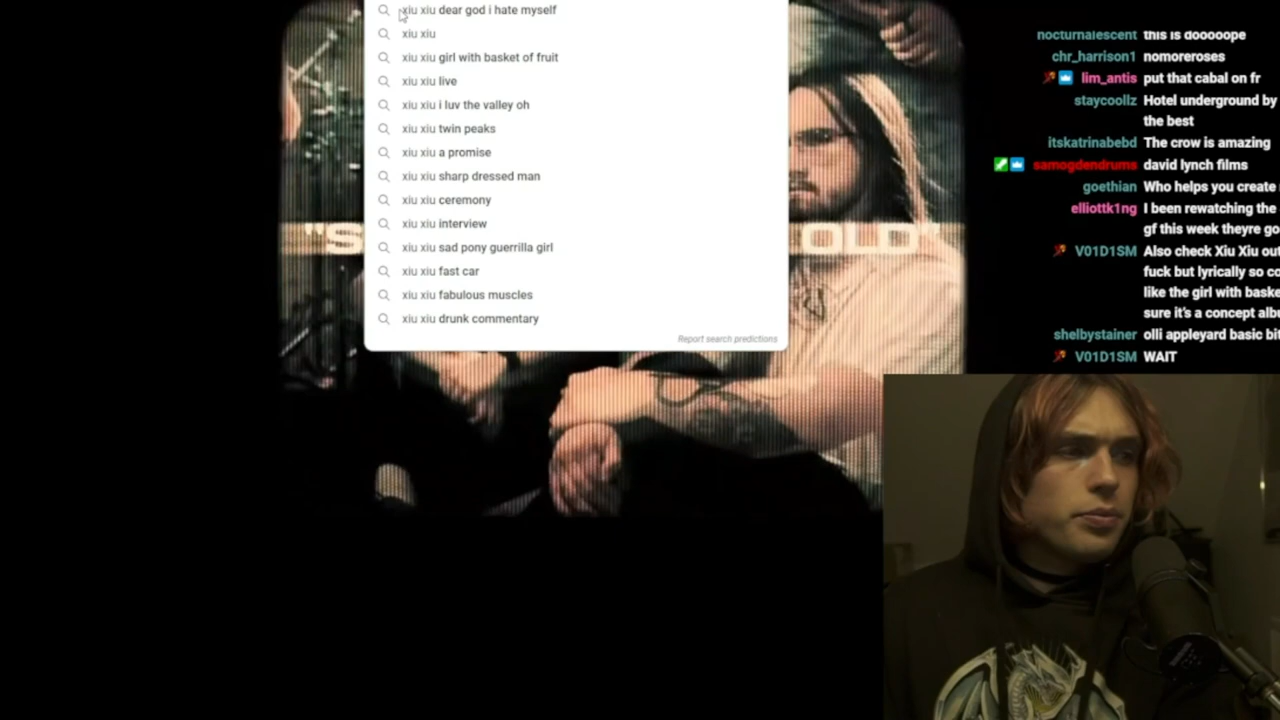 xiu xiu dear god i hate myself
xiu xiu
xiu xiu girl with basket of fruit
xiu xiu live
xiu xiu i luv the valley oh
xiu xiu twin peaks
xiu xiu a promise
xiu xiu sharp dressed man
xiu xiu ceremony
xiu xiu interview
xiu xiu sad pony guerrilla girl
xiu xiu fast car
xiu xiu fabulous muscles
xiu xiu drunk commentary
Report search predictions
"S
OLD"
nocturnalescent this is dooooope
chr_harrison1 nomoreroses
lim_antis put that cabal on fr
staycoollz Hotel underground by
the best
itskatrinabebd The crow is amazing
samogdendrums david lynch films
goethian Who helps you create
elliottk1ng I been rewatching the
gf this week theyre go
V01D1SM Also check Xiu Xiu out
fuck but lyrically so co
like the girl with baske
sure it's a concept albu
shelbystainer olli appleyard basic bit
V01D1SM WAIT